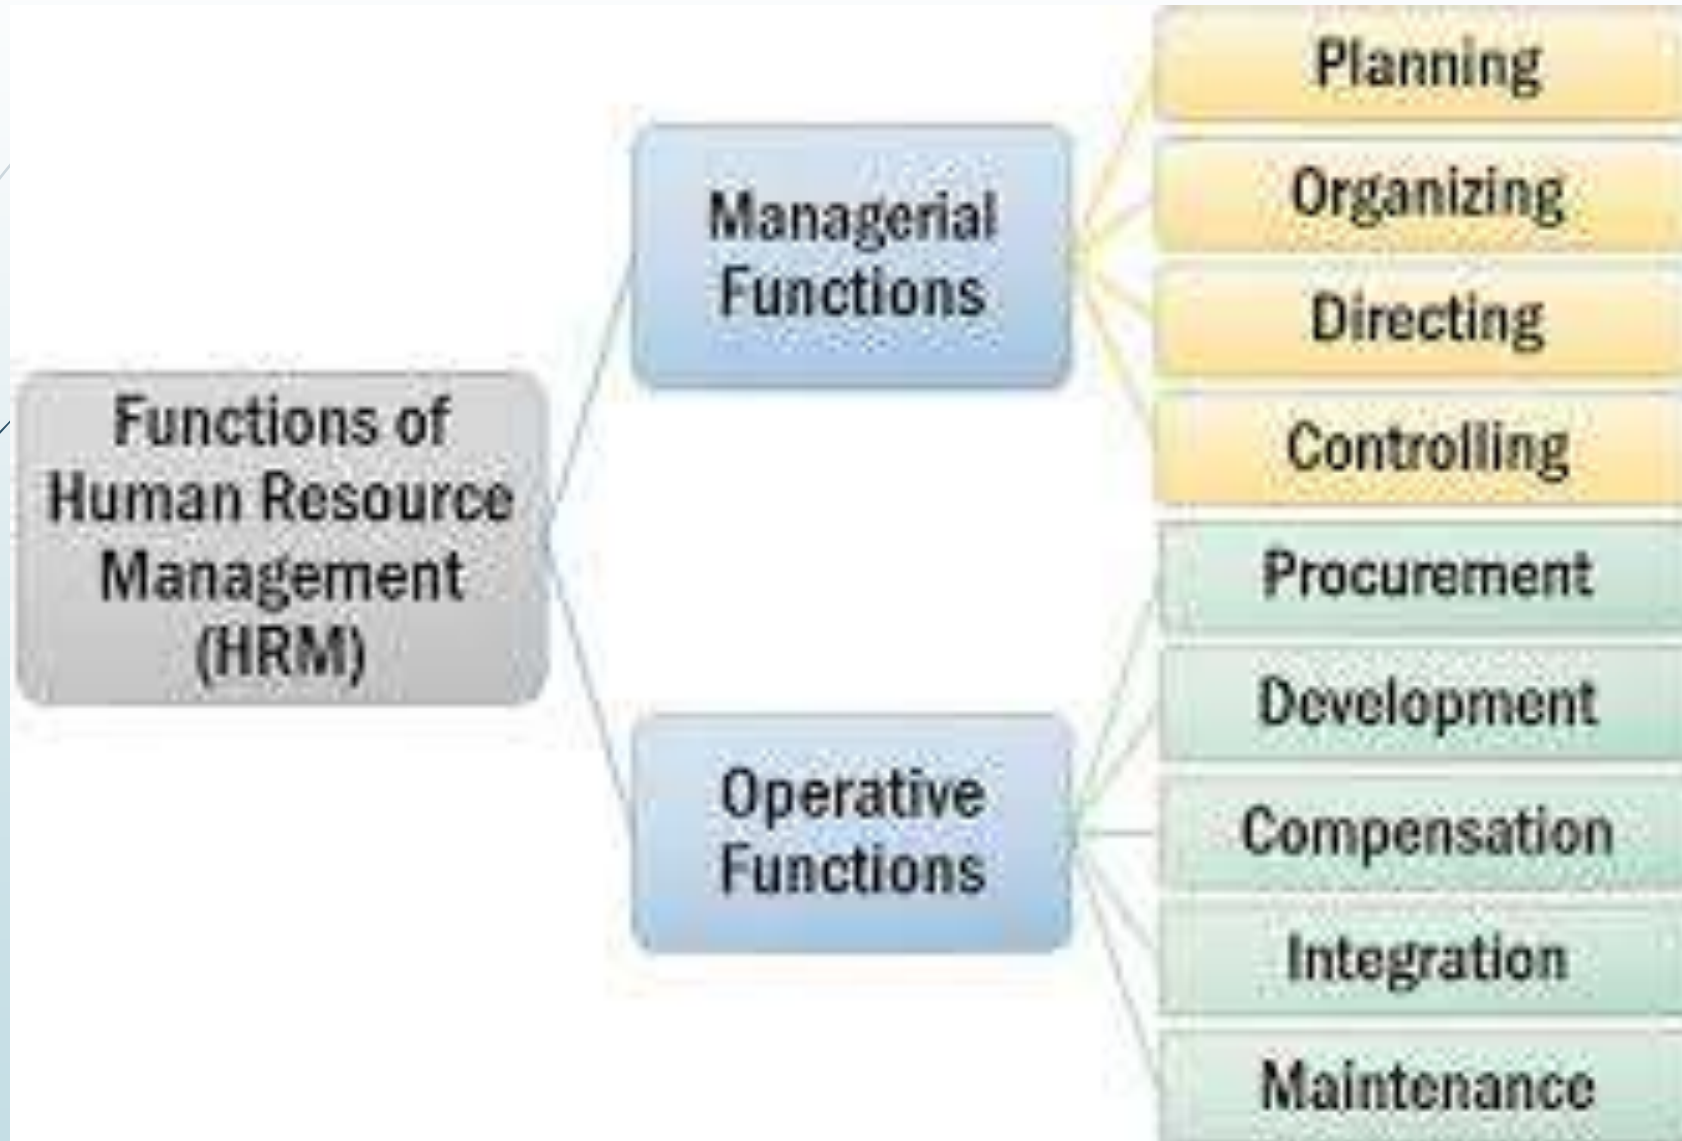 Functions of
Human Resource
Management
(HRM)
Managerial
Functions
Planning
Organizing
Directing
Controlling
Operative
Functions
Procurement
Development
Compensation
Integration
Maintenance